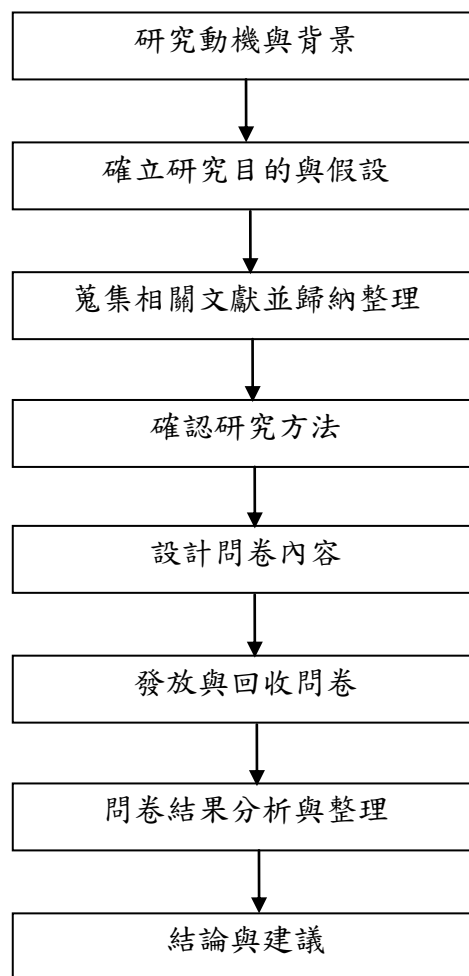 研究動機與背景
確立研究目的與假設
蒐集相關文獻並歸納整理
確認研究方法
設計問卷內容
發放與回收問卷
問卷結果分析與整理
結論與建議